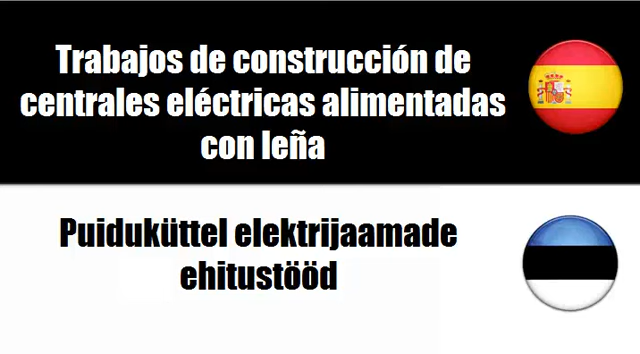 Trabajos de construcción de
centrales eléctricas alimentadas
con leña
Puiduküttel elektrijaamade
ehitustööd